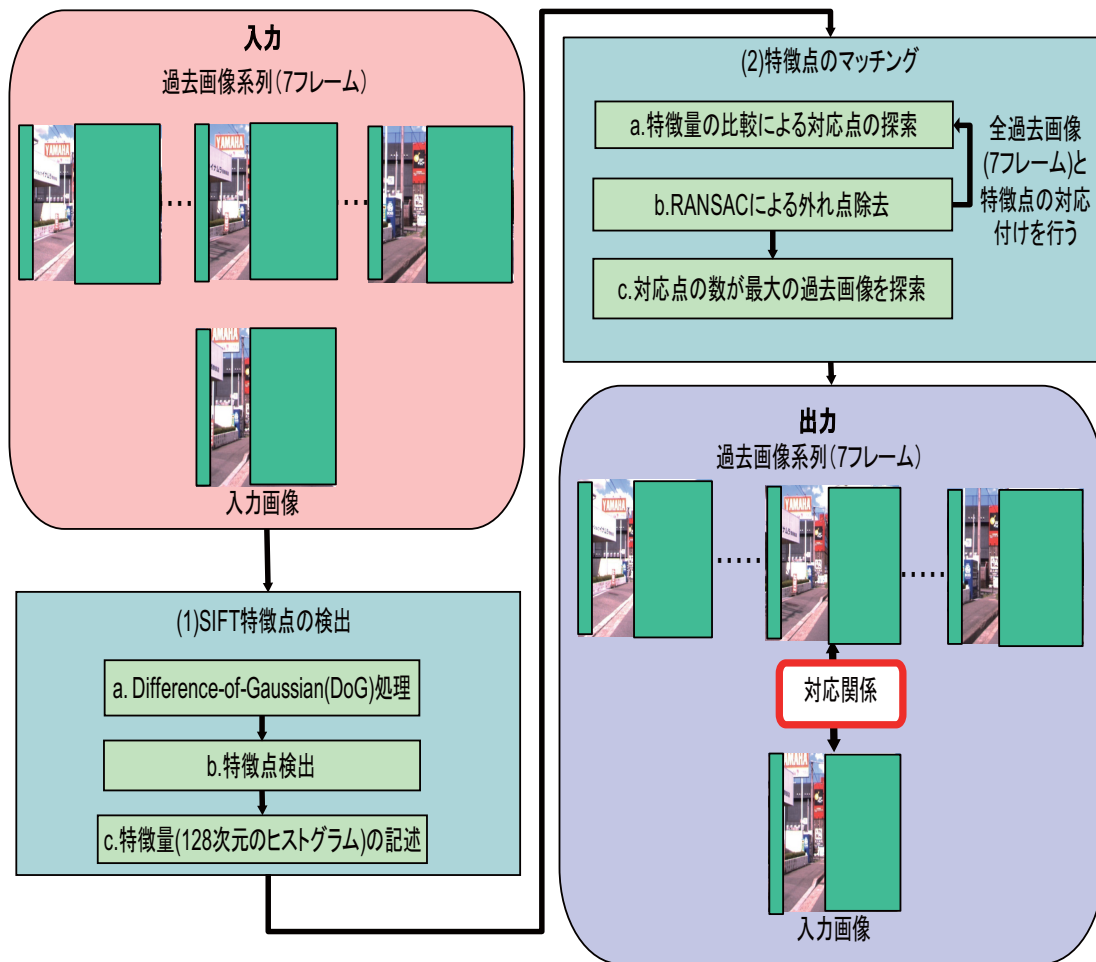 入力
過去画像系列(7フレーム)
YAMAHA
YAMAHA
入力画像
(1)SIFT特徴点の検出
a. Difference-of-Gaussian(DoG)処理
b.特徴点検出
c.特徴量(128次元のヒストグラム)の記述
(2)特徴点のマッチング
a.特徴量の比較による対応点の探索
b.RANSACによる外れ点除去
c.対応点の数が最大の過去画像を探索
全過去画像
(7フレーム)と
特徴点の対応
付けを行う
出力
過去画像系列(7フレーム)
YAMAHA
YAMAHA
対応関係
入力画像